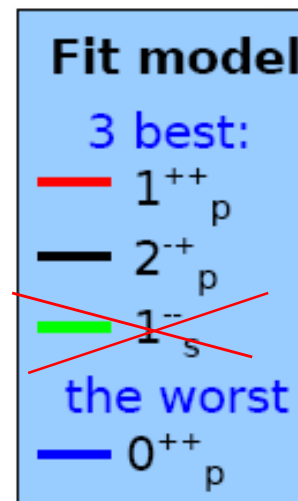 Fit model
3 best:
1⁺⁺ₚ
2⁻⁺ₚ
1⁻⁻ₛ
the worst
0⁺⁺ₚ